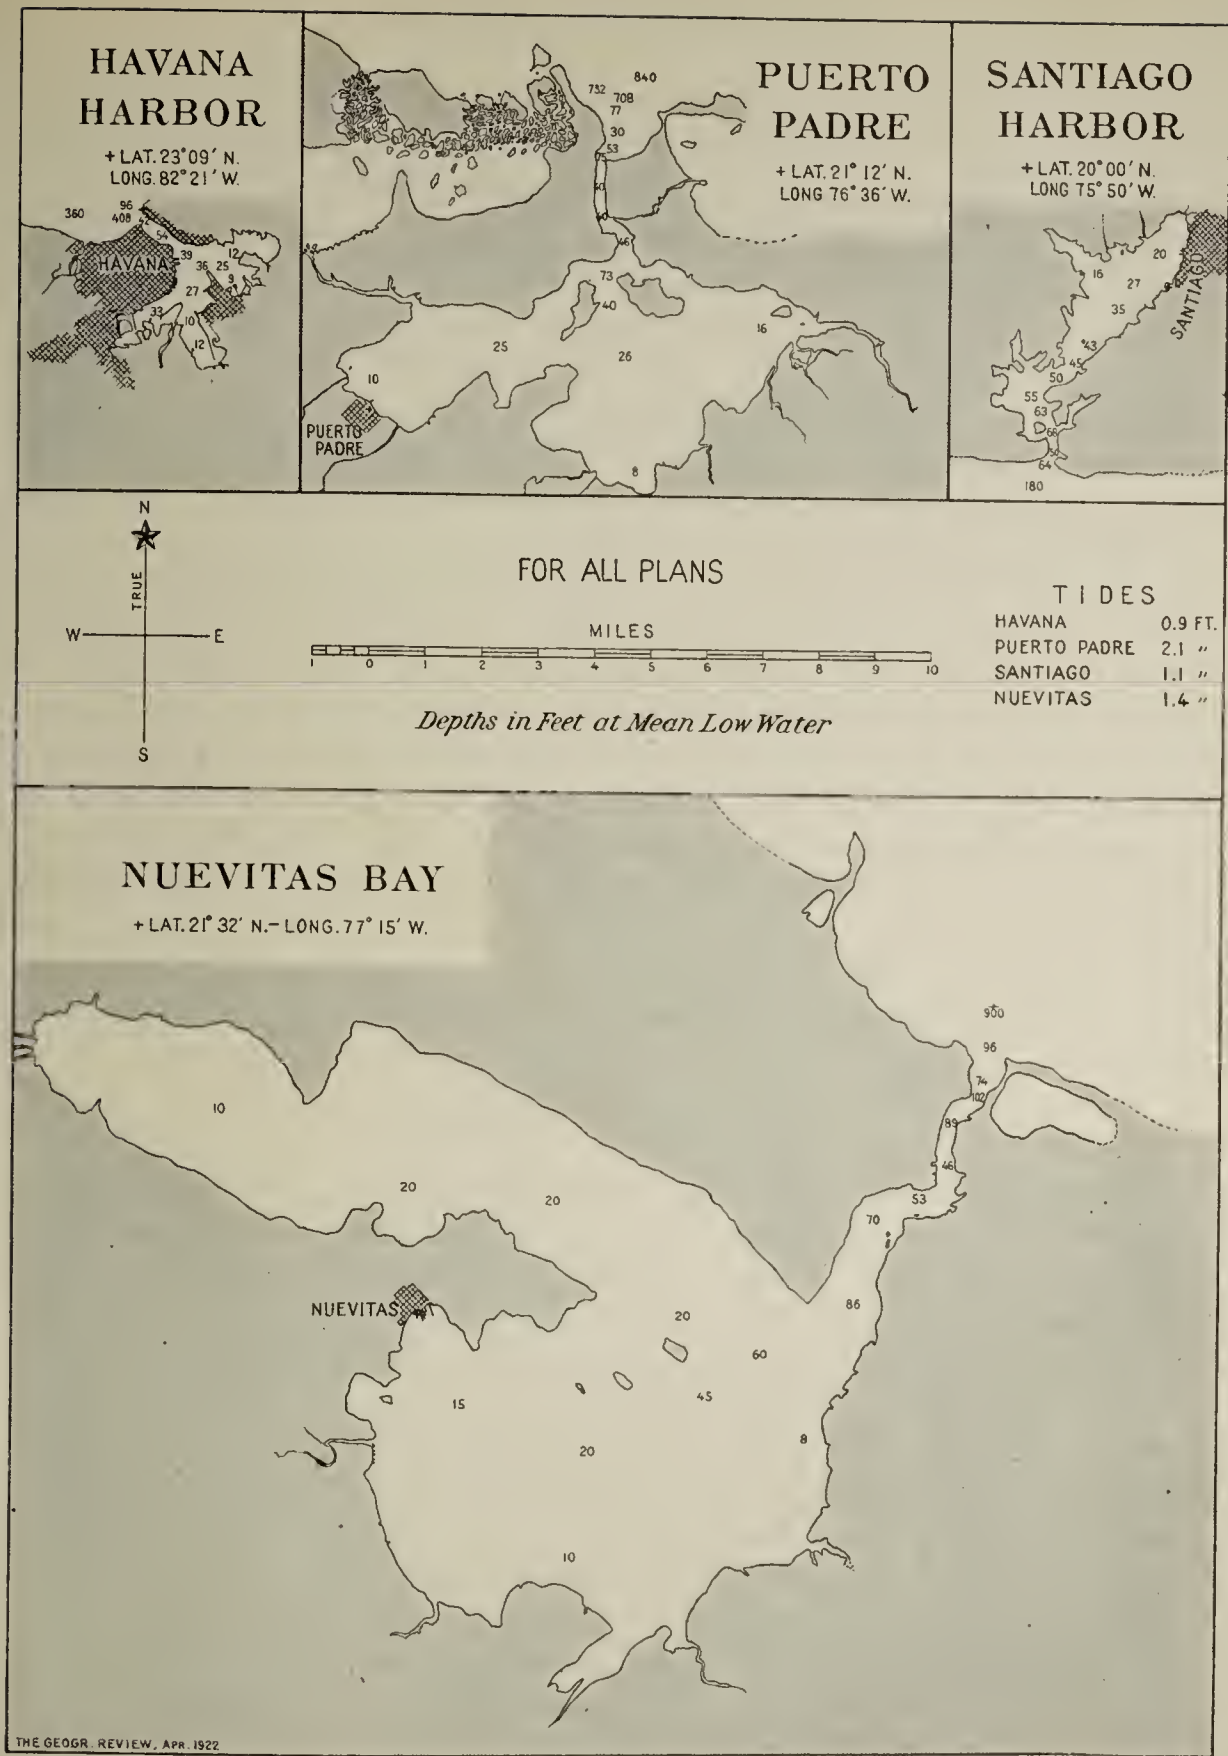 HAVANA
HARBOR
+ LAT. 23° 09' N.
LONG. 82° 21' W.
360
96
408
42
54
39
12
36
25
9
27
33
10
12
HAVANA
PUERTO
PADRE
+ LAT. 21° 12' N.
LONG 76° 36' W.
840
732
708
77
30
53
46
73
40
16
25
26
10
8
PUERTO
PADRE
SANTIAGO
HARBOR
+ LAT. 20° 00' N.
LONG 75° 50' W.
20
16
27
35
43
45
50
55
63
66
64
180
SANTIAGO
N
TRUE
W
E
S
FOR ALL PLANS
MILES
1 0 1 2 3 4 5 6 7 8 9 10
Depths in Feet at Mean Low Water
TIDES
HAVANA 0.9 FT.
PUERTO PADRE 2.1 "
SANTIAGO 1.1 "
NUEVITAS 1.4 "
NUEVITAS BAY
+ LAT. 21° 32' N.– LONG. 77° 15' W.
900
96
74
102
89
46
53
70
10
20
20
86
NUEVITAS
20
60
45
15
8
20
10
THE GEOGR. REVIEW, APR. 1922